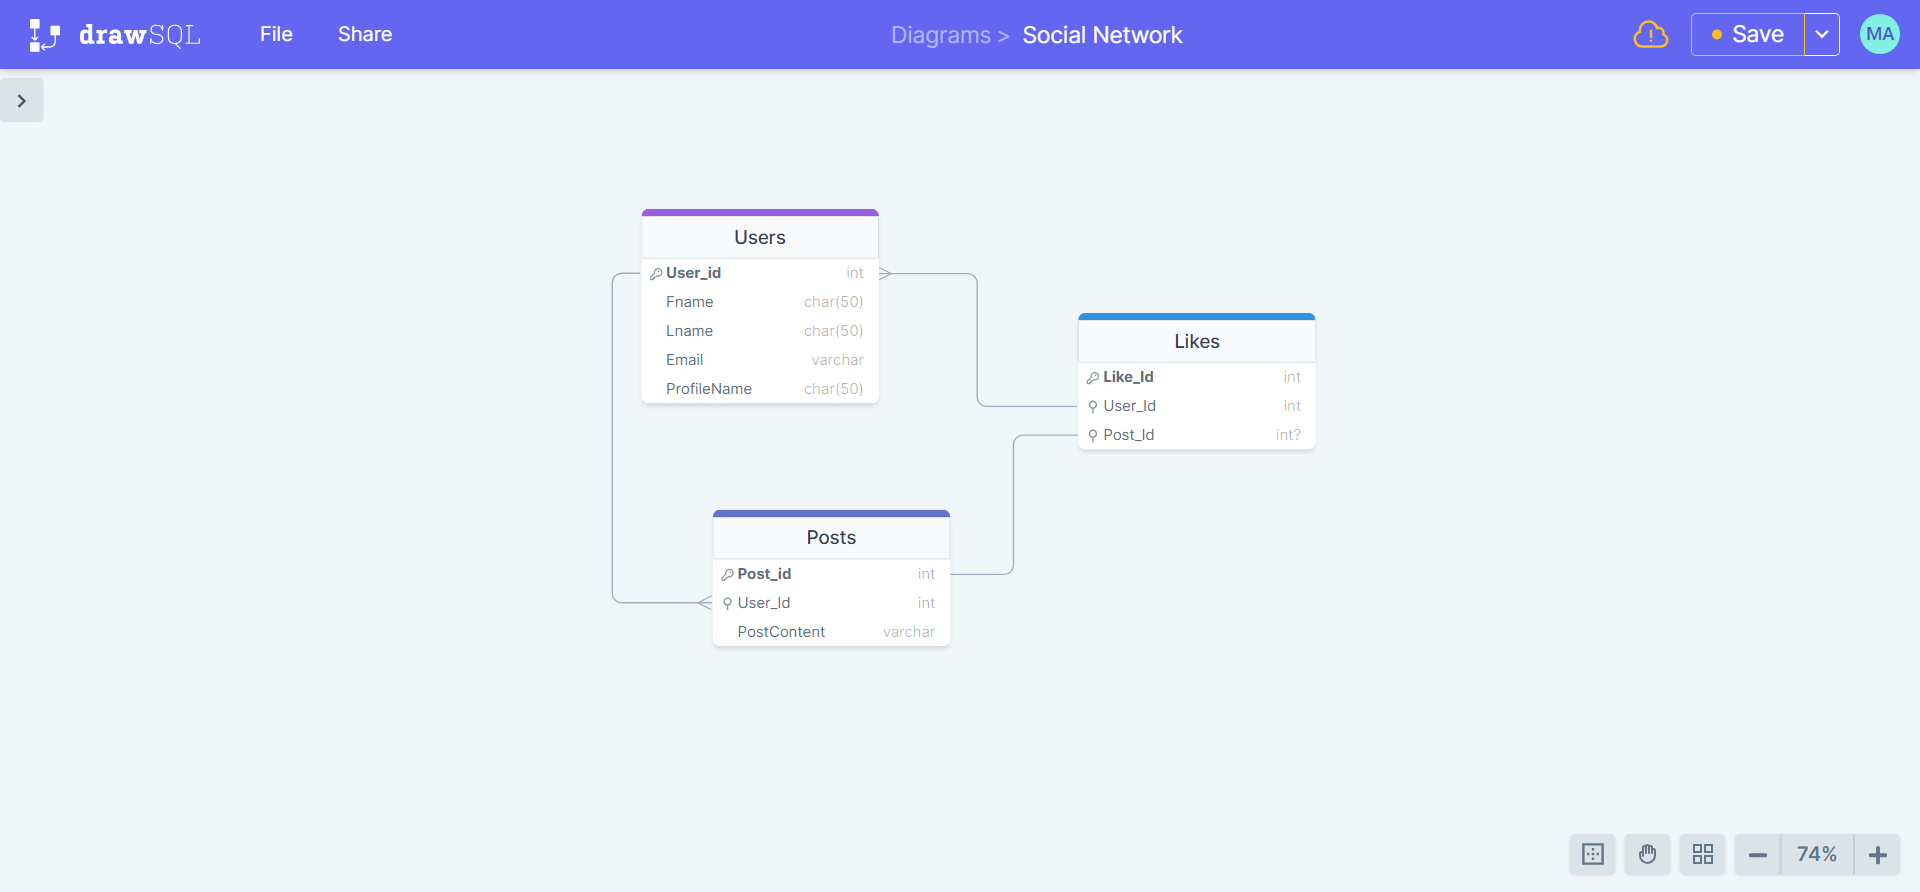 drawSQL File Share Diagrams > Social Network Save MA
Users
User_id int
Fname char(50)
Lname char(50)
Email varchar
ProfileName char(50)
Likes
Like_Id int
User_Id int
Post_Id int?
Posts
Post_id int
User_Id int
PostContent varchar
74%